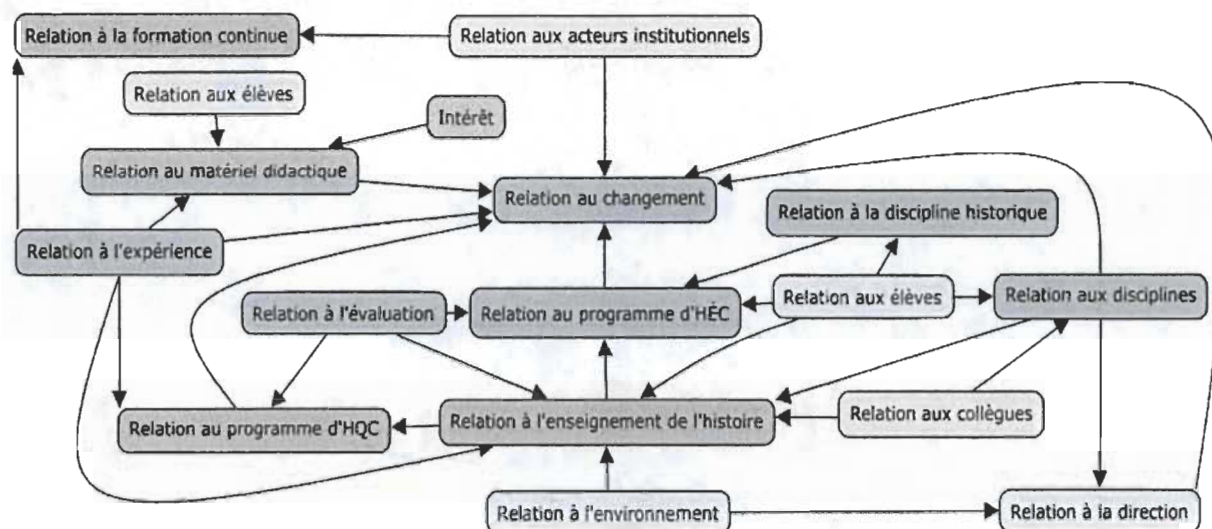 Relation à la formation continue
Relation aux acteurs institutionnels
Relation aux élèves
Intérêt
Relation au matériel didactique
Relation au changement
Relation à la discipline historique
Relation à l'expérience
Relation aux élèves
Relation aux disciplines
Relation à l'évaluation
Relation au programme d'HÉC
Relation aux collègues
Relation à l'enseignement de l'histoire
Relation au programme d'HQC
Relation à l'environnement
Relation à la direction